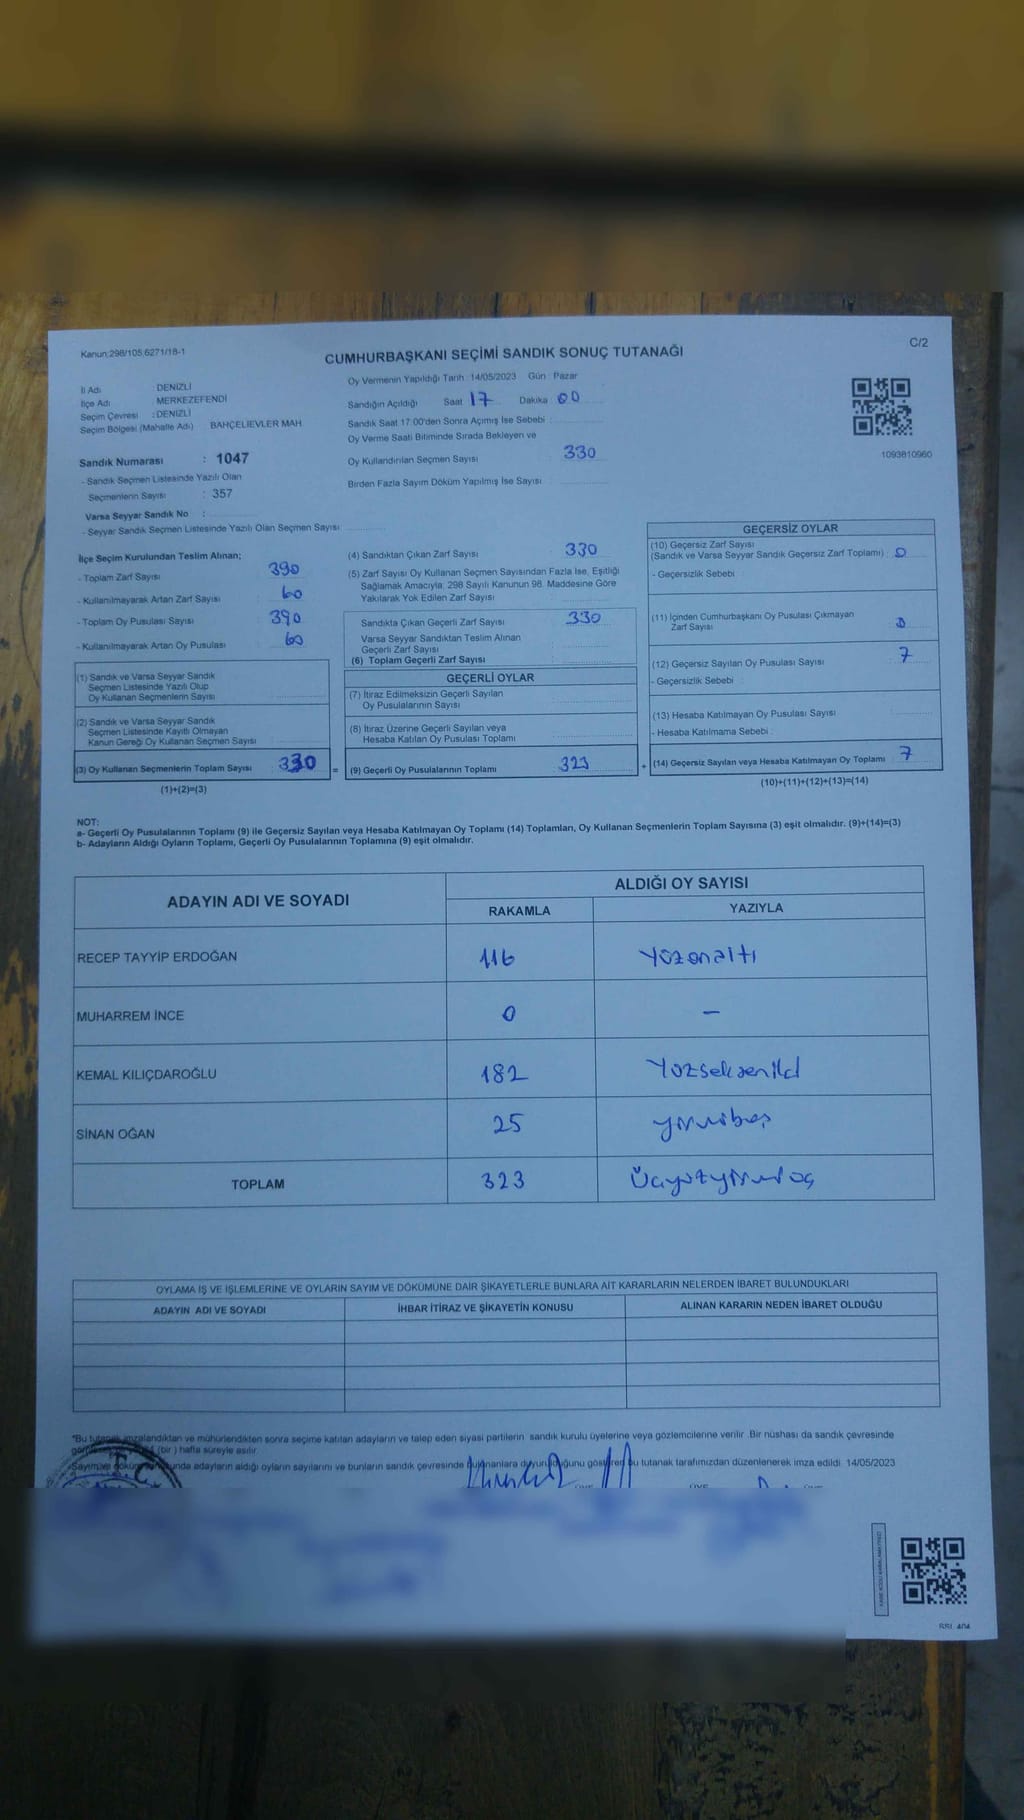 Kanun:298/105,6271/18-1
C/2
CUMHURBAŞKANI SEÇİMİ SANDIK SONUÇ TUTANAĞI
İl Adı DENİZLİ
İlçe Adı MERKEZEFENDİ
Seçim Çevresi : DENİZLİ
Seçim Bölgesi (Mahalle Adı) BAHÇELİEVLER MAH.
Sandık Numarası : 1047
- Sandık Seçmen Listesinde Yazılı Olan
Seçmenlerin Sayısı : 357
Varsa Seyyar Sandık No :
- Seyyar Sandık Seçmen Listesinde Yazılı Olan Seçmen Sayısı
Oy Vermenin Yapıldığı Tarih : 14/05/2023 Gün : Pazar
Sandığın Açıldığı Saat 17 Dakika 00
Sandık Saat 17:00'den Sonra Açımış İse Sebebi :
Oy Verme Saati Bitiminde Sırada Bekleyen ve
Oy Kullandırılan Seçmen Sayısı : 330
Birden Fazla Sayım Döküm Yapılmış İse Sayısı :
1093810960
İlçe Seçim Kurulundan Teslim Alınan;
- Toplam Zarf Sayısı 390
- Kullanılmayarak Artan Zarf Sayısı 60
- Toplam Oy Pusulası Sayısı 390
- Kullanılmayarak Artan Oy Pusulası 60
(1) Sandık ve Varsa Seyyar Sandık
Seçmen Listesinde Yazılı Olup
Oy Kullanan Seçmenlerin Sayısı
(2) Sandık ve Varsa Seyyar Sandık
Seçmen Listesinde Kayıtlı Olmayan
Kanun Gereği Oy Kullanan Seçmen Sayısı
(3) Oy Kullanan Seçmenlerin Toplam Sayısı 330
(1)+(2)=(3)
(4) Sandıktan Çıkan Zarf Sayısı 330
(5) Zarf Sayısı Oy Kullanan Seçmen Sayısından Fazla İse, Eşitliği
Sağlamak Amacıyla, 298 Sayılı Kanunun 98. Maddesine Göre
Yakılarak Yok Edilen Zarf Sayısı
Sandıkta Çıkan Geçerli Zarf Sayısı : 330
Varsa Seyyar Sandıktan Teslim Alınan
Geçerli Zarf Sayısı
(6) Toplam Geçerli Zarf Sayısı
GEÇERLİ OYLAR
(7) İtiraz Edilmeksizin Geçerli Sayılan
Oy Pusulalarının Sayısı
(8) İtiraz Üzerine Geçerli Sayılan veya
Hesaba Katılan Oy Pusulası Toplamı
= (9) Geçerli Oy Pusulalarının Toplamı 323
GEÇERSİZ OYLAR
(10) Geçersiz Zarf Sayısı
(Sandık ve Varsa Seyyar Sandık Geçersiz Zarf Toplamı) : 0
- Geçersizlik Sebebi
(11) İçinden Cumhurbaşkanı Oy Pusulası Çıkmayan
Zarf Sayısı : 0
(12) Geçersiz Sayılan Oy Pusulası Sayısı : 7
- Geçersizlik Sebebi :
(13) Hesaba Katılmayan Oy Pusulası Sayısı :
- Hesaba Katılmama Sebebi :
+ (14) Geçersiz Sayılan veya Hesaba Katılmayan Oy Toplamı : 7
(10)+(11)+(12)+(13)=(14)
NOT:
a- Geçerli Oy Pusulalarının Toplamı (9) ile Geçersiz Sayılan veya Hesaba Katılmayan Oy Toplamı (14) Toplamları, Oy Kullanan Seçmenlerin Toplam Sayısına (3) eşit olmalıdır. (9)+(14)=(3)
b- Adayların Aldığı Oyların Toplamı, Geçerli Oy Pusulalarının Toplamına (9) eşit olmalıdır.
ADAYIN ADI VE SOYADI
ALDIĞI OY SAYISI
RAKAMLA YAZIYLA
RECEP TAYYİP ERDOĞAN 116 Yüzonaltı
MUHARREM İNCE 0 –
KEMAL KILIÇDAROĞLU 182 Yüzsekseniki
SİNAN OĞAN 25 yirmibeş
TOPLAM 323 Üçyüzyirmiüç
OYLAMA İŞ VE İŞLEMLERİNE VE OYLARIN SAYIM VE DÖKÜMÜNE DAİR ŞİKAYETLERLE BUNLARA AİT KARARLARIN NELERDEN İBARET BULUNDUKLARI
ADAYIN ADI VE SOYADI İHBAR İTİRAZ VE ŞİKAYETİN KONUSU ALINAN KARARIN NEDEN İBARET OLDUĞU
*Bu tutanak imzalandıktan ve mühürlendikten sonra seçime katılan adayların ve talep eden siyasi partilerin sandık kurulu üyelerine veya gözlemcilerine verilir .Bir nüshası da sandık çevresinde
(bir ) hafta süreyle asılır.
adayların aldığı oyların sayılarını ve bunların sandık çevresinde bulunanlara duyurulduğunu gösteren bu tutanak tarafımızdan düzenlenerek imza edildi. 14/05/2023
T.C.